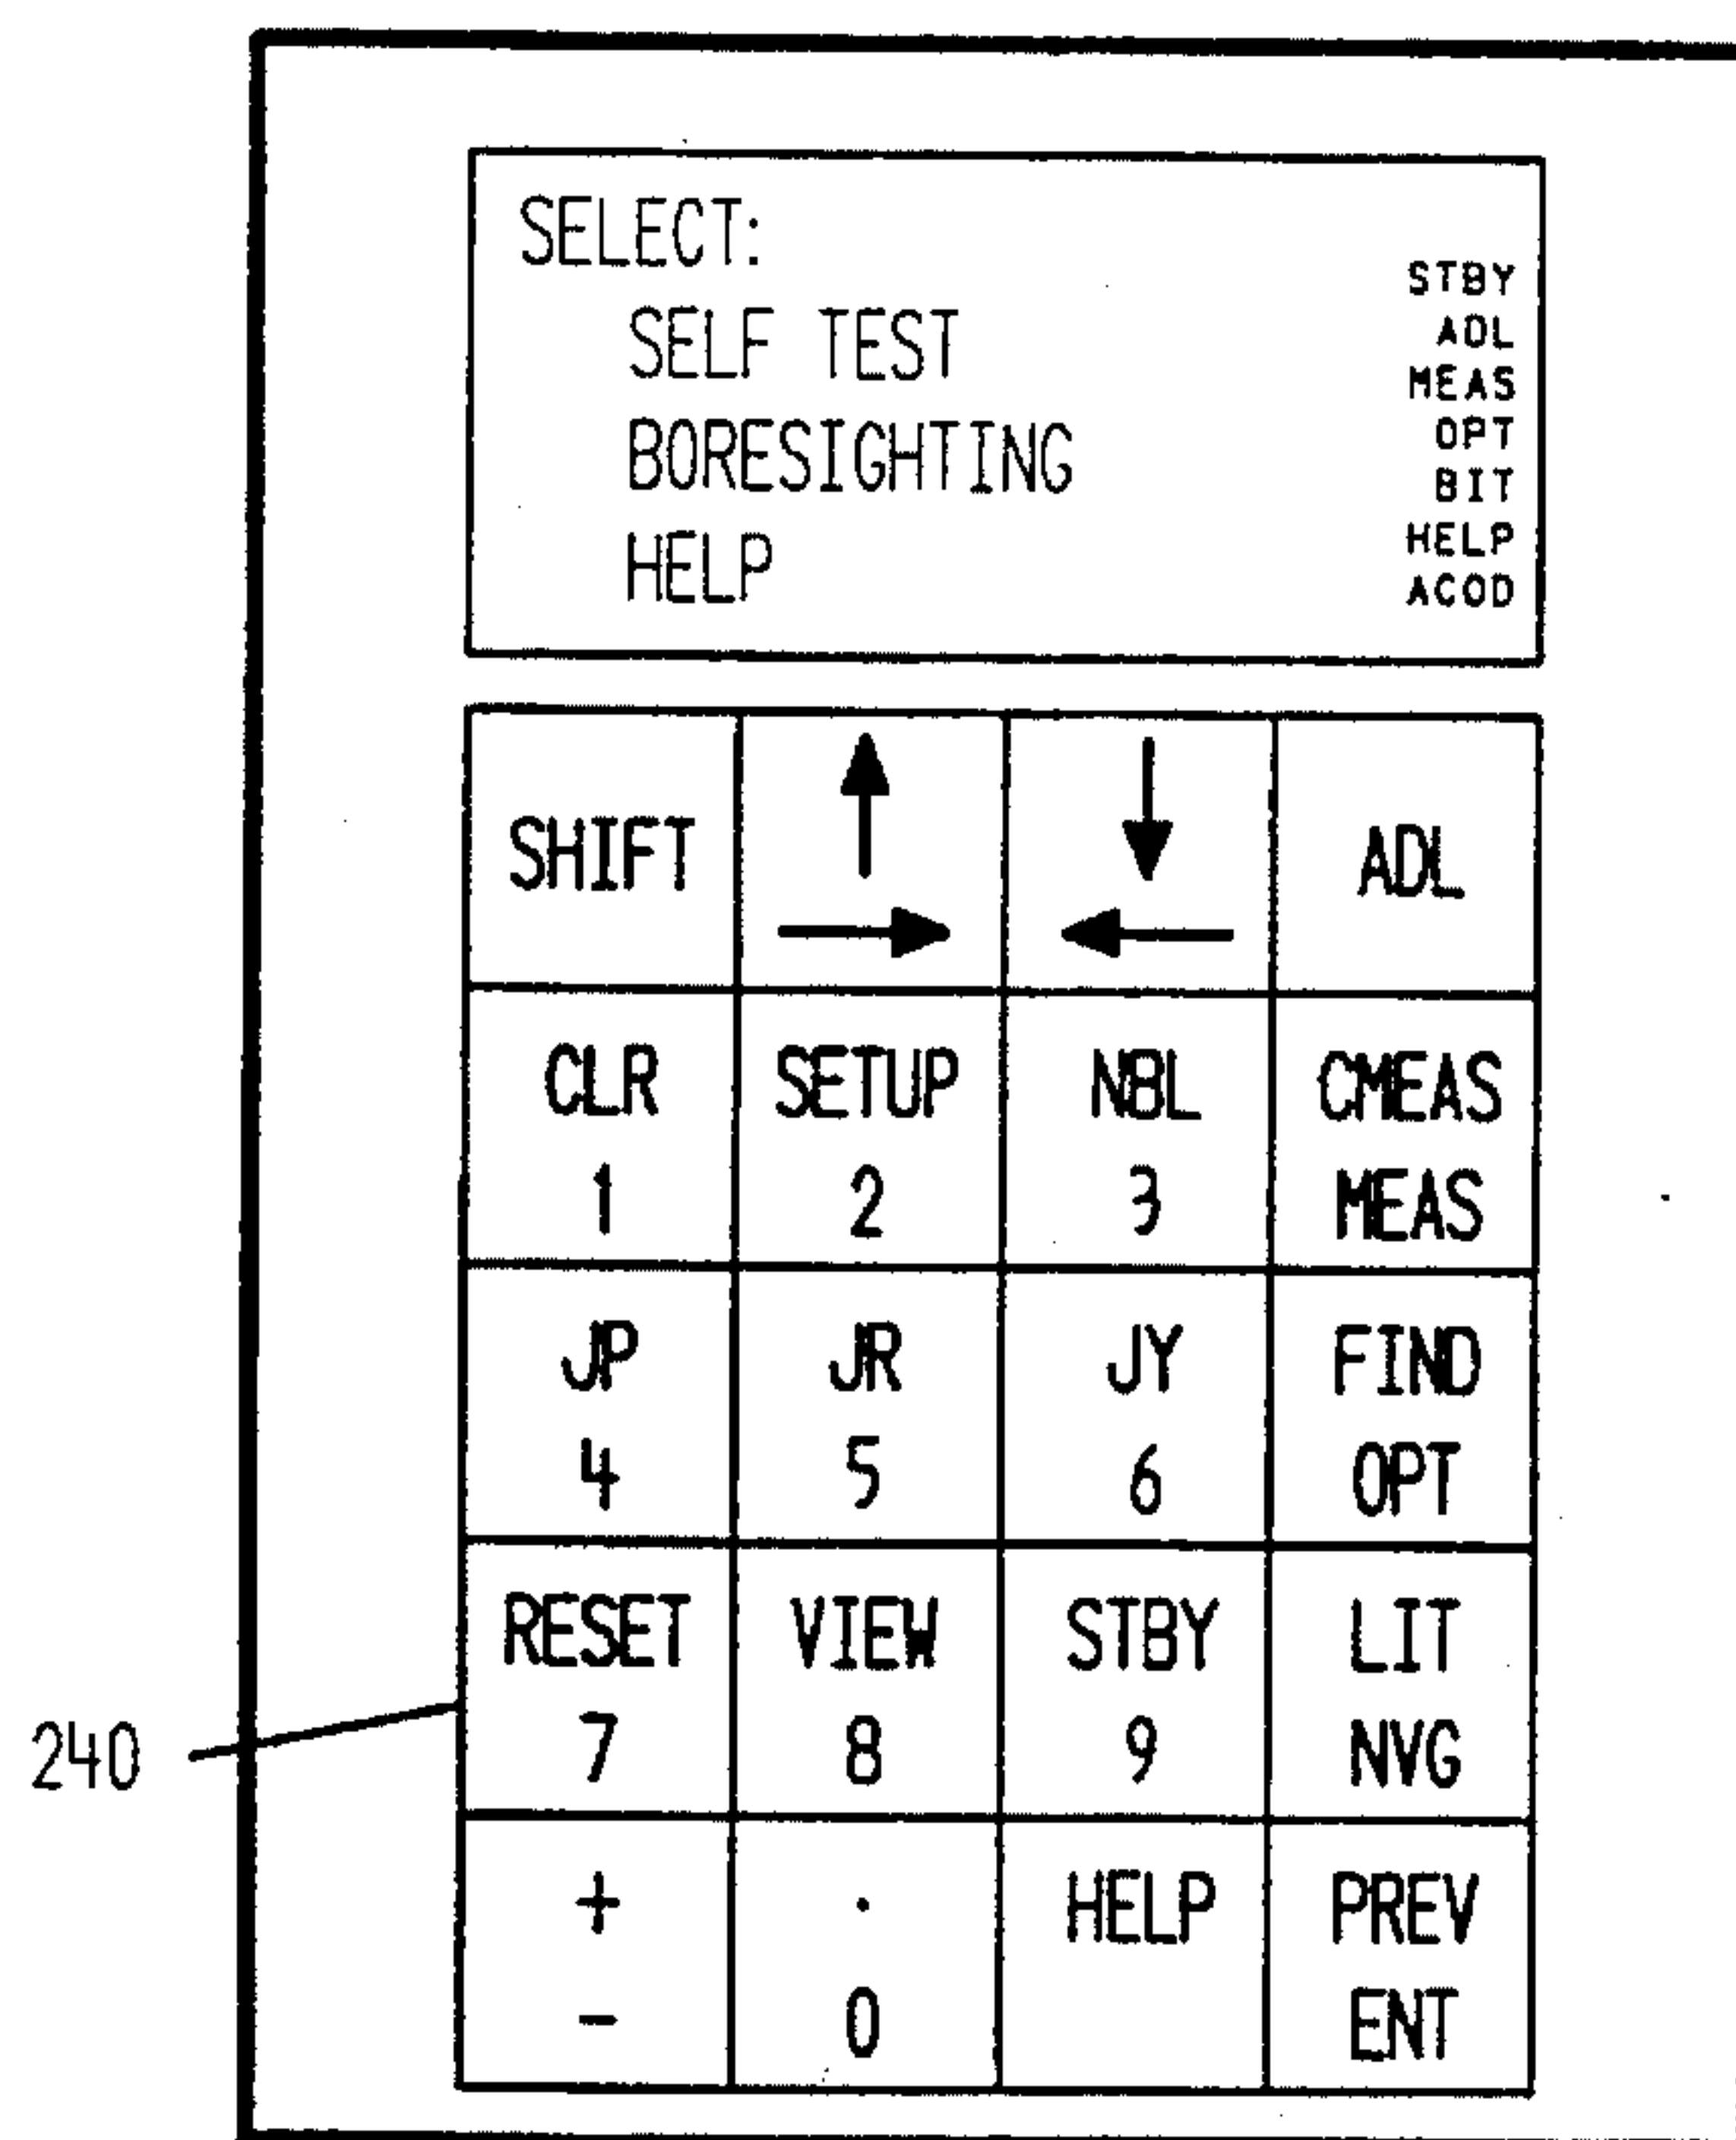 SELECT:
STBY
SELF TEST
ADL
MEAS
BORESIGHTING
OPT
BIT
HELP
HELP
ACOD
SHIFT ADL
CLR SETUP NBL CMEAS
1 2 3 MEAS
JP JR JY FIND
4 5 6 OPT
RESET VIEW STBY LIT
7 8 9 NVG
240
+ . HELP PREV
- 0 ENT